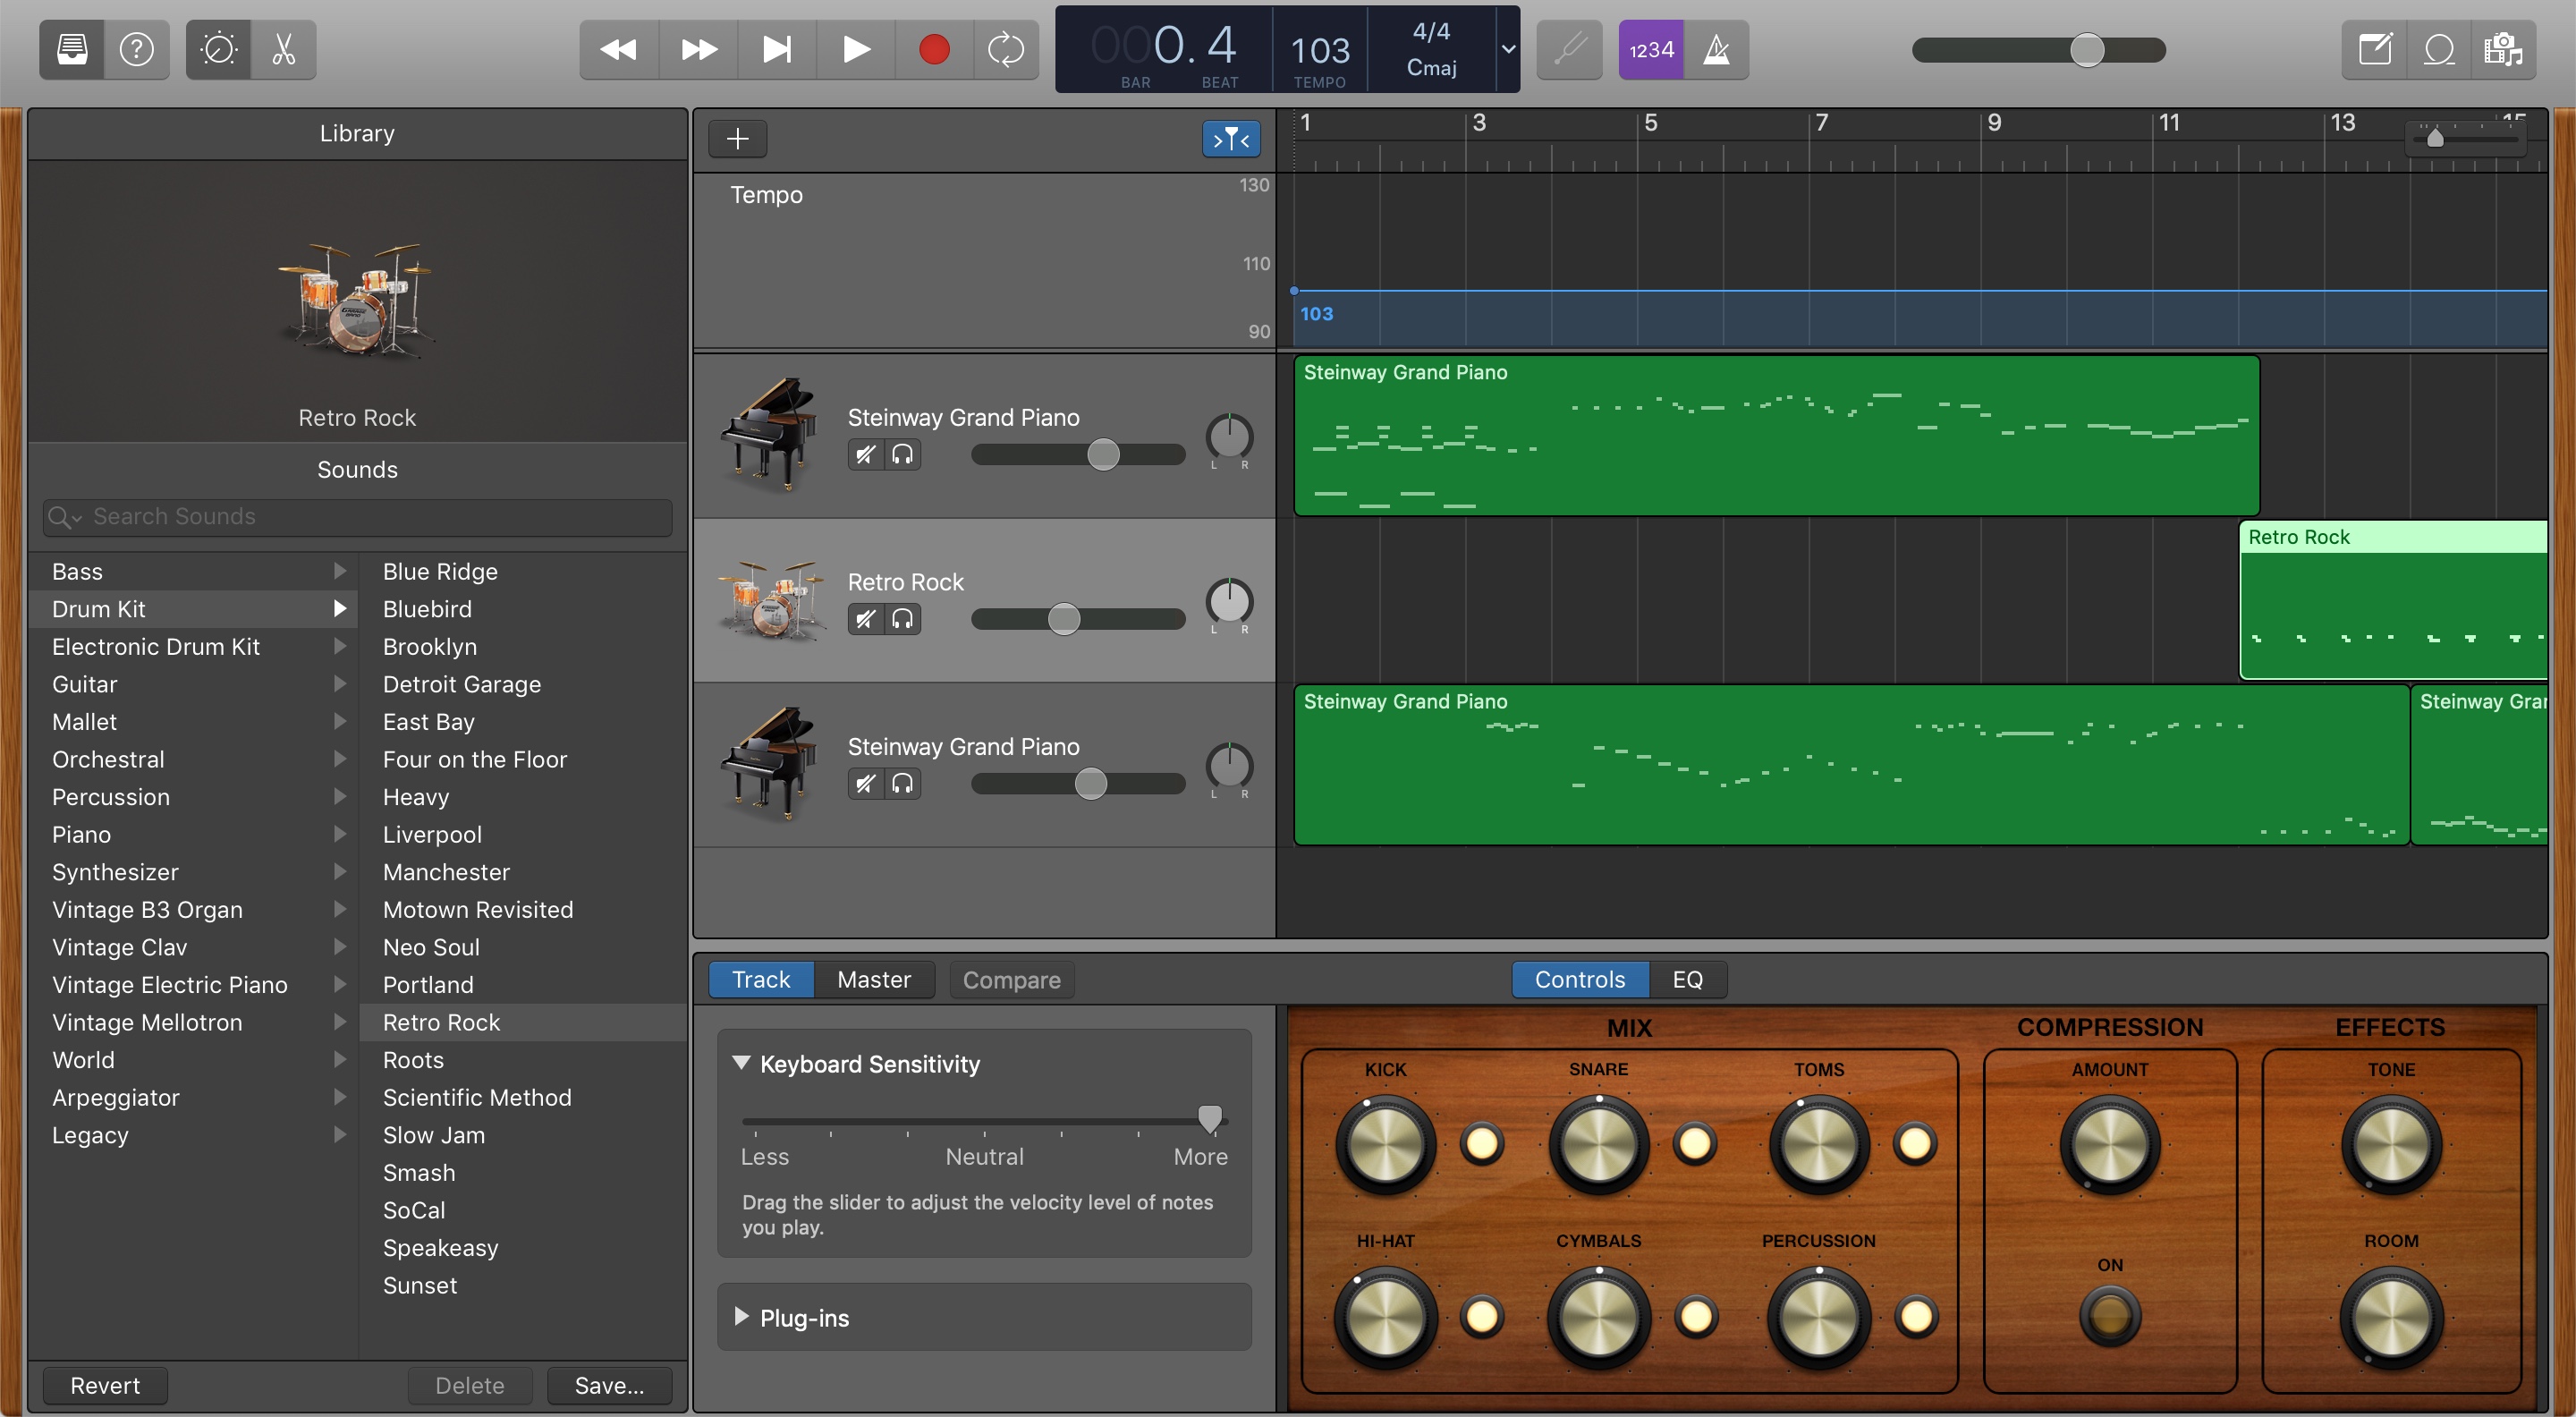 000. 4
BAR
BEAT
103
TEMPO
4/4
Cmaj
1234
Library
Retro Rock
Sounds
Search Sounds
Bass
Drum Kit
Electronic Drum Kit
Guitar
Mallet
Orchestral
Percussion
Piano
Synthesizer
Vintage B3 Organ
Vintage Clav
Vintage Electric Piano
Vintage Mellotron
World
Arpeggiator
Legacy
Blue Ridge
Bluebird
Brooklyn
Detroit Garage
East Bay
Four on the Floor
Heavy
Liverpool
Manchester
Motown Revisited
Neo Soul
Portland
Retro Rock
Roots
Scientific Method
Slow Jam
Smash
SoCal
Speakeasy
Sunset
Revert
Delete
Save...
1 3 5 7 9 11 13 15
Tempo
130
110
90
103
Steinway Grand Piano
L R
Steinway Grand Piano
Retro Rock
L R
Retro Rock
Steinway Grand Piano
L R
Steinway Grand Piano
Steinway Gran
Track
Master
Compare
Controls
EQ
Keyboard Sensitivity
Less
Neutral
More
Drag the slider to adjust the velocity level of notes
you play.
Plug-ins
MIX
KICK
SNARE
TOMS
HI-HAT
CYMBALS
PERCUSSION
COMPRESSION
AMOUNT
ON
EFFECTS
TONE
ROOM